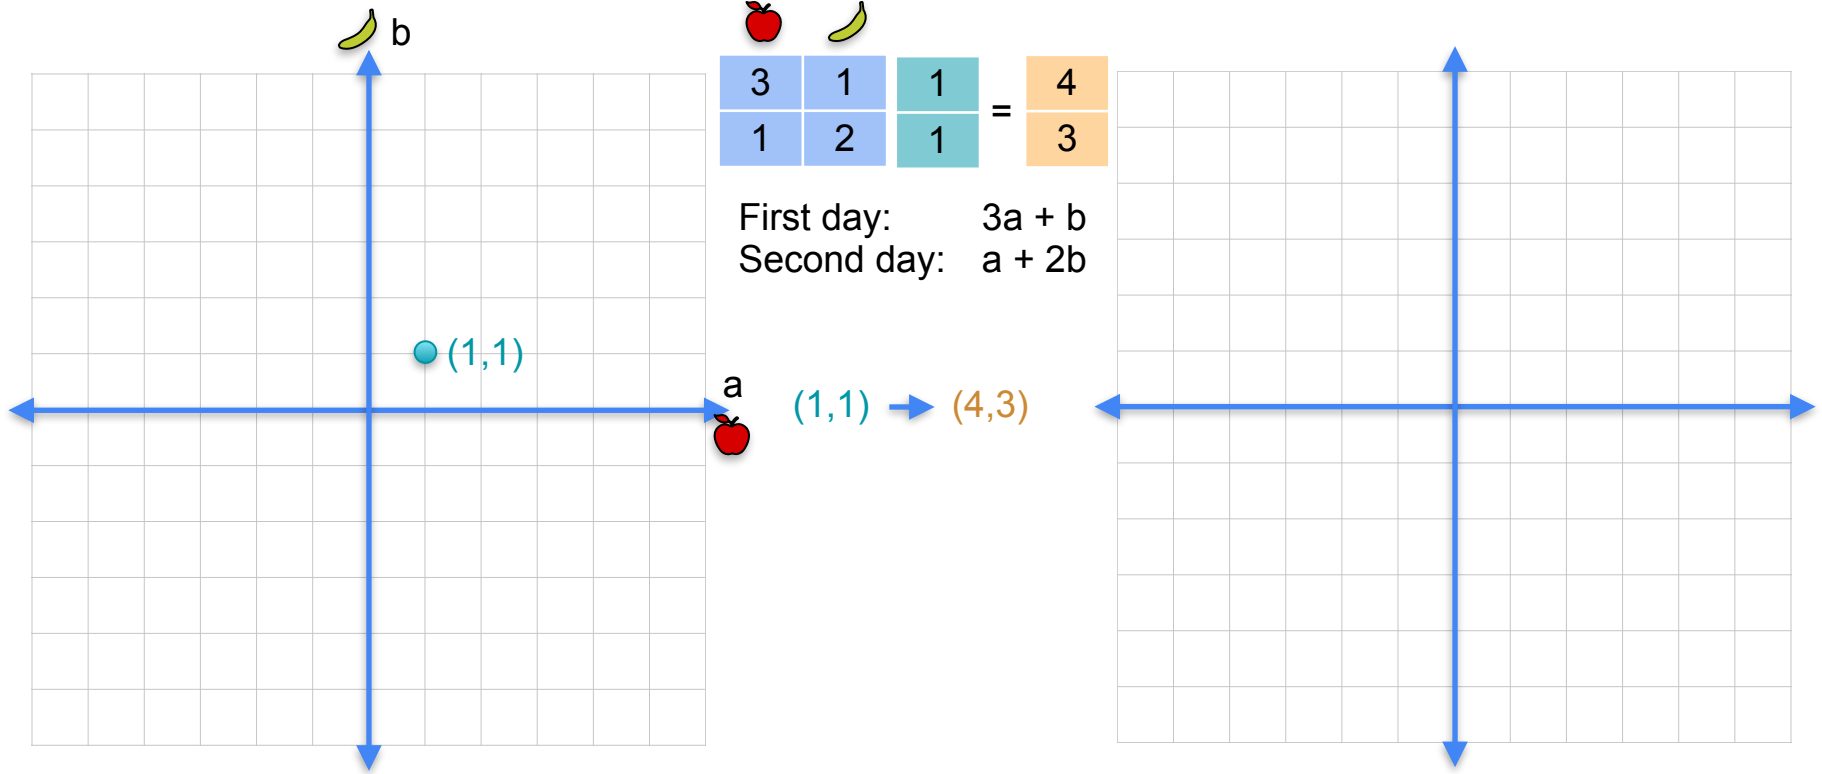 b
3 1 1 = 4
1 2 1 3
First day: 3a + b
Second day: a + 2b
(1,1)
a
(1,1) (4,3)